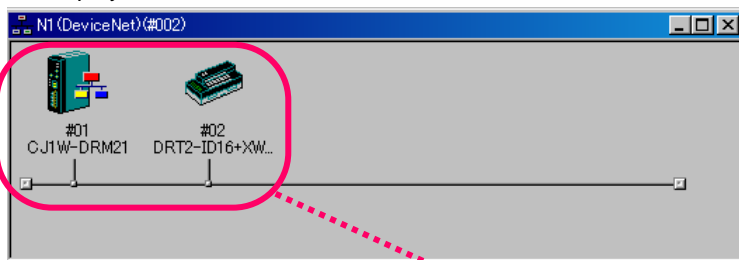 N1(DeviceNet)(#002)
#01
CJ1W-DRM21
#02
DRT2-ID16+XW...